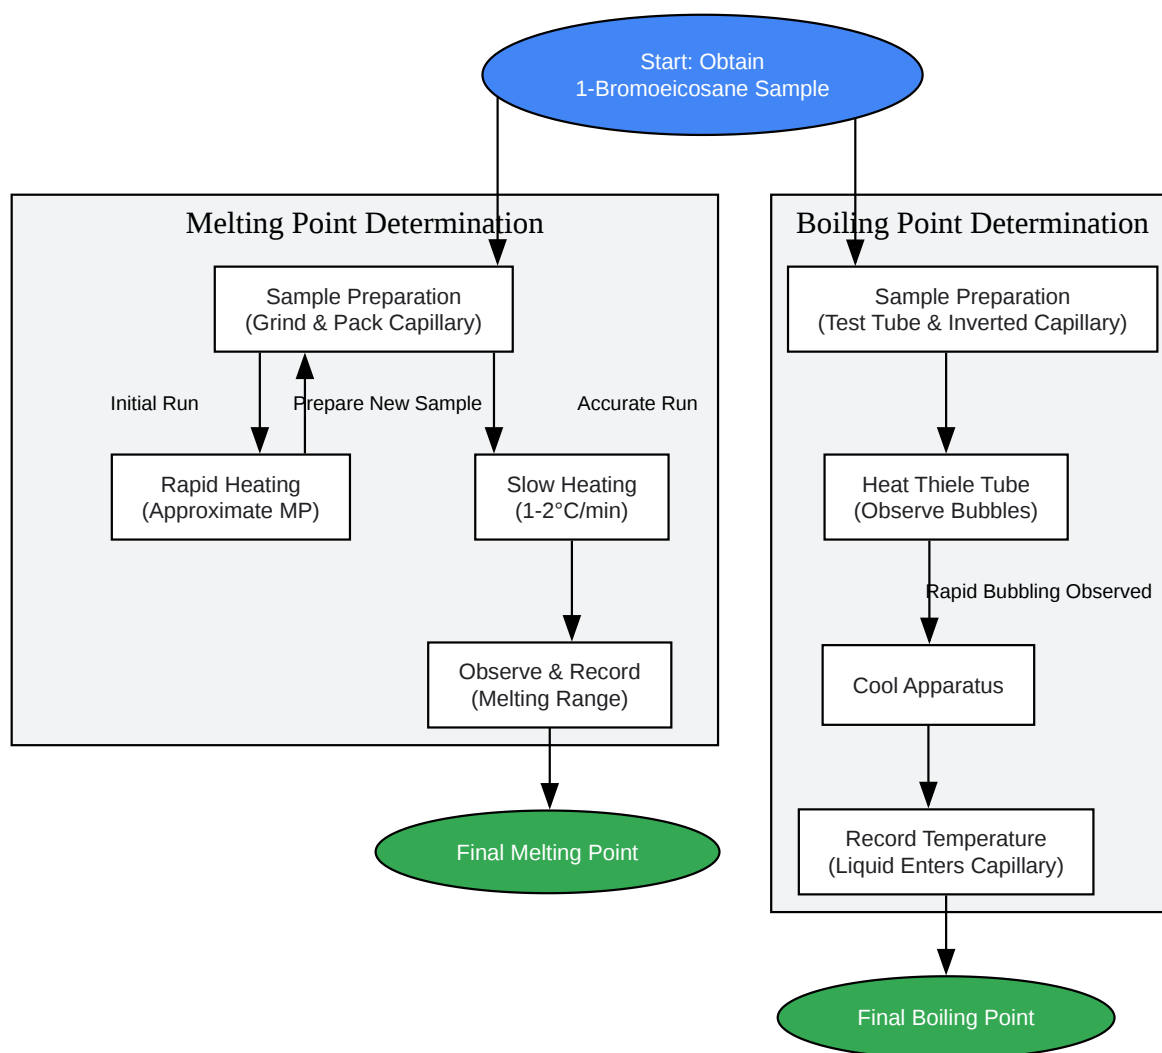 Start: Obtain
1-Bromoeicosane Sample
Melting Point Determination
Sample Preparation
(Grind & Pack Capillary)
Initial Run
Prepare New Sample
Accurate Run
Rapid Heating
(Approximate MP)
Slow Heating
(1-2°C/min)
Observe & Record
(Melting Range)
Final Melting Point
Boiling Point Determination
Sample Preparation
(Test Tube & Inverted Capillary)
Heat Thiele Tube
(Observe Bubbles)
Rapid Bubbling Observed
Cool Apparatus
Record Temperature
(Liquid Enters Capillary)
Final Boiling Point